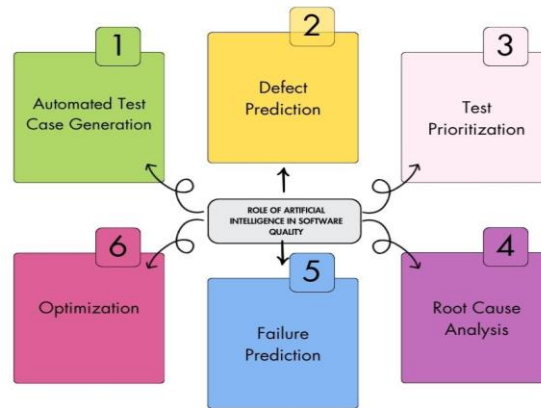 1
Automated Test
Case Generation
2
Defect
Prediction
3
Test
Prioritization
ROLE OF ARTIFICIAL
INTELLIGENCE IN SOFTWARE
QUALITY
6
Optimization
5
Failure
Prediction
4
Root Cause
Analysis